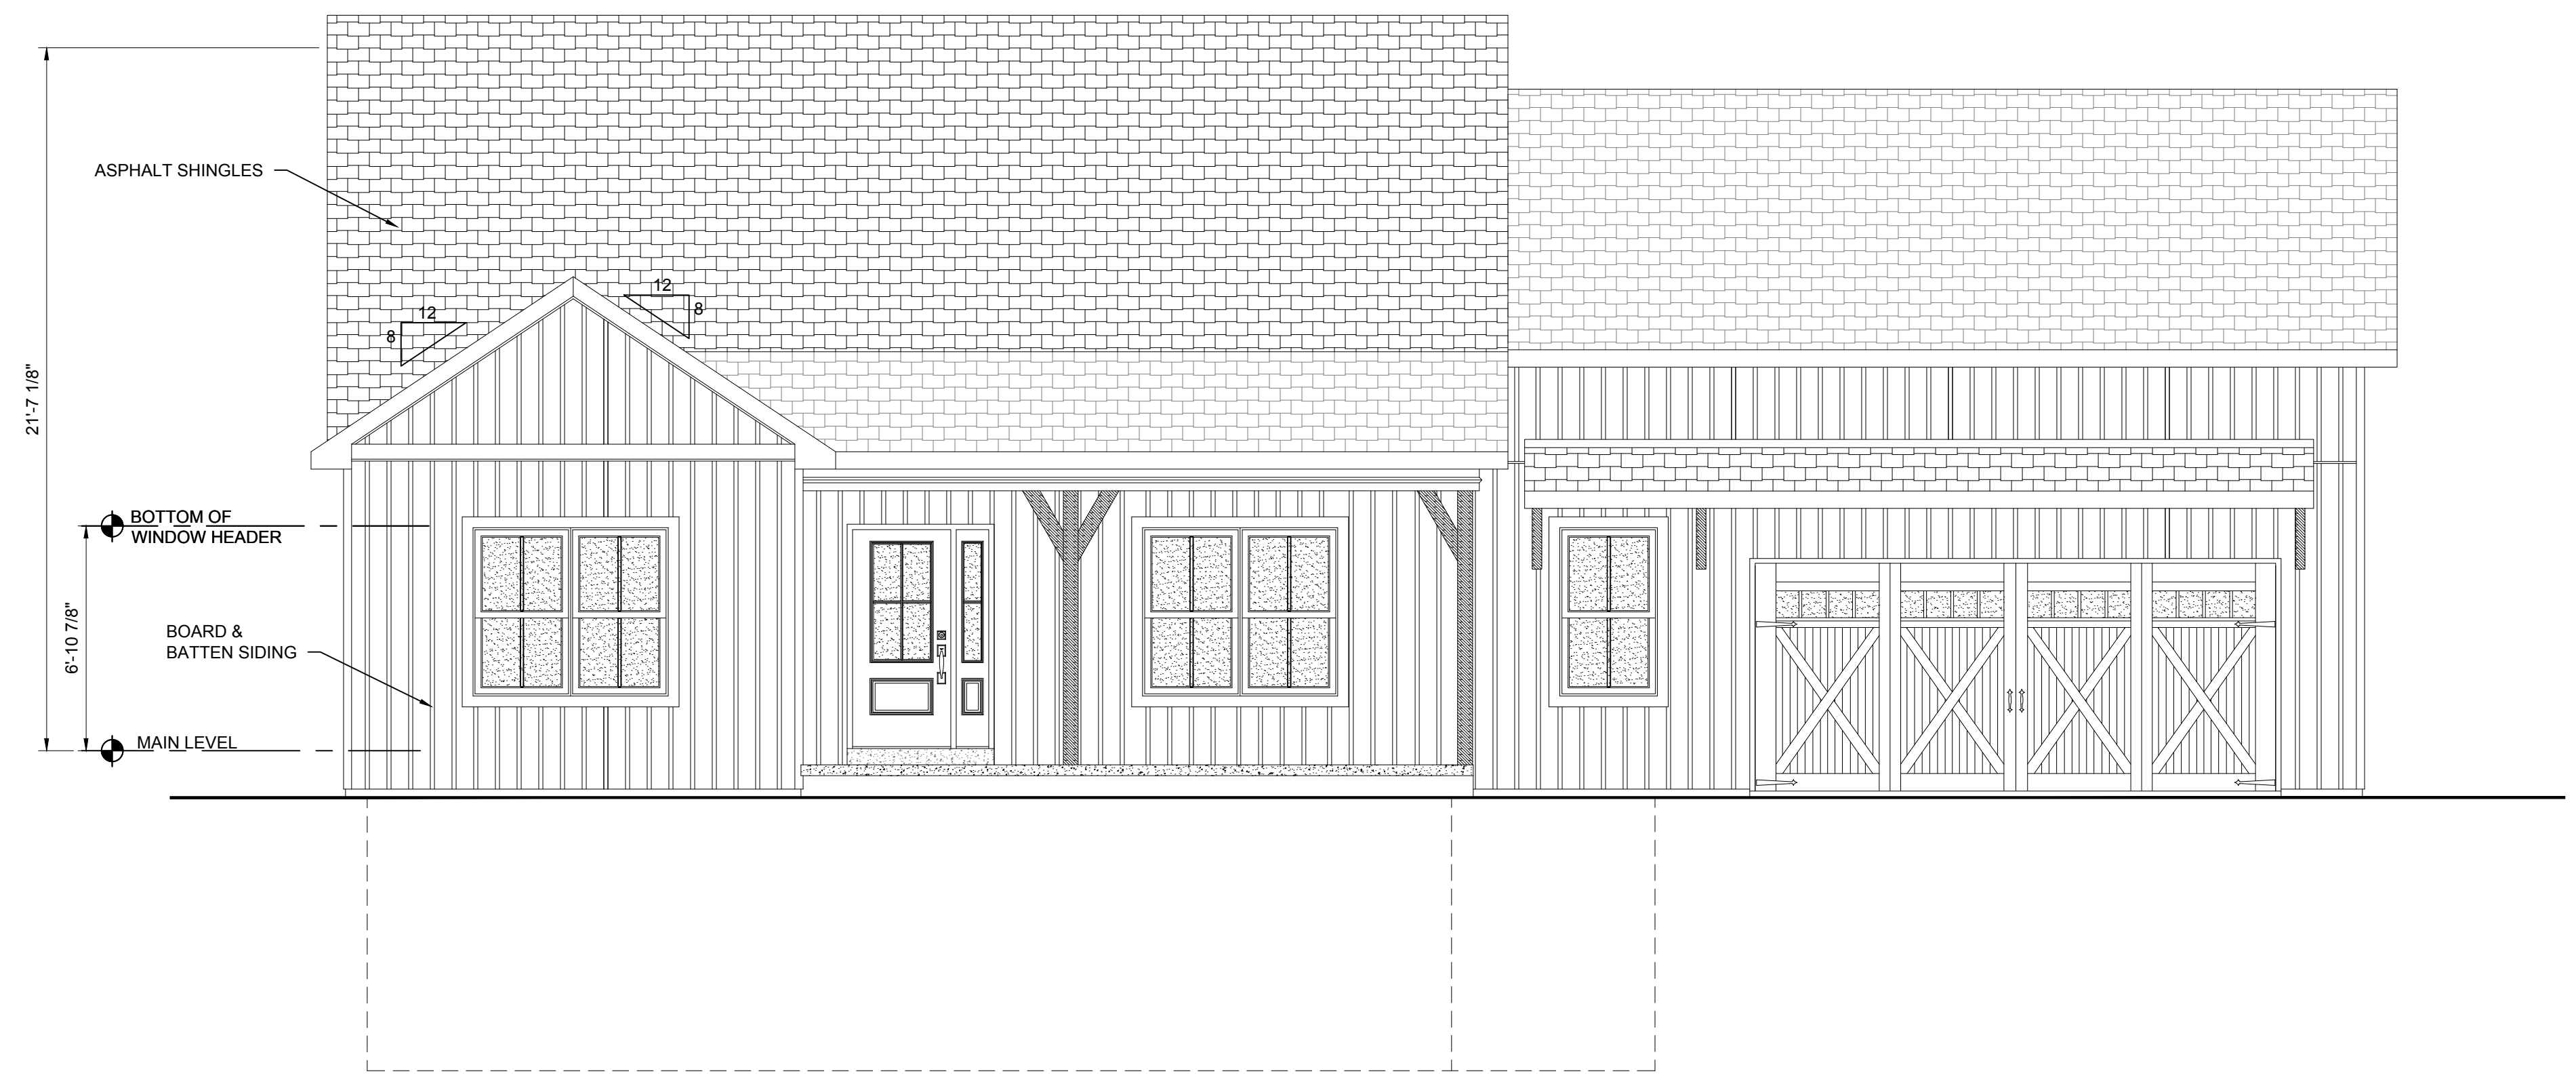 ASPHALT SHINGLES
12
8
12
8
21'-7 1/8"
BOTTOM OF
WINDOW HEADER
6'-10 7/8"
BOARD &
BATTEN SIDING
MAIN LEVEL